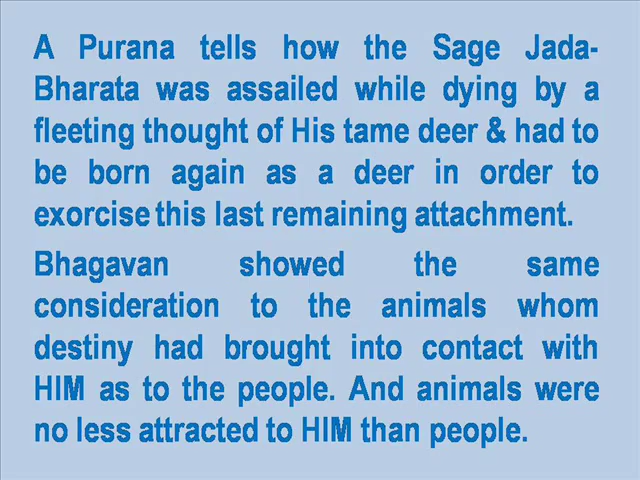 A Purana tells how the Sage Jada-
Bharata was assailed while dying by a
fleeting thought of His tame deer & had to
be born again as a deer in order to
exorcise this last remaining attachment.
Bhagavan showed the same
consideration to the animals whom
destiny had brought into contact with
HIM as to the people. And animals were
no less attracted to HIM than people.